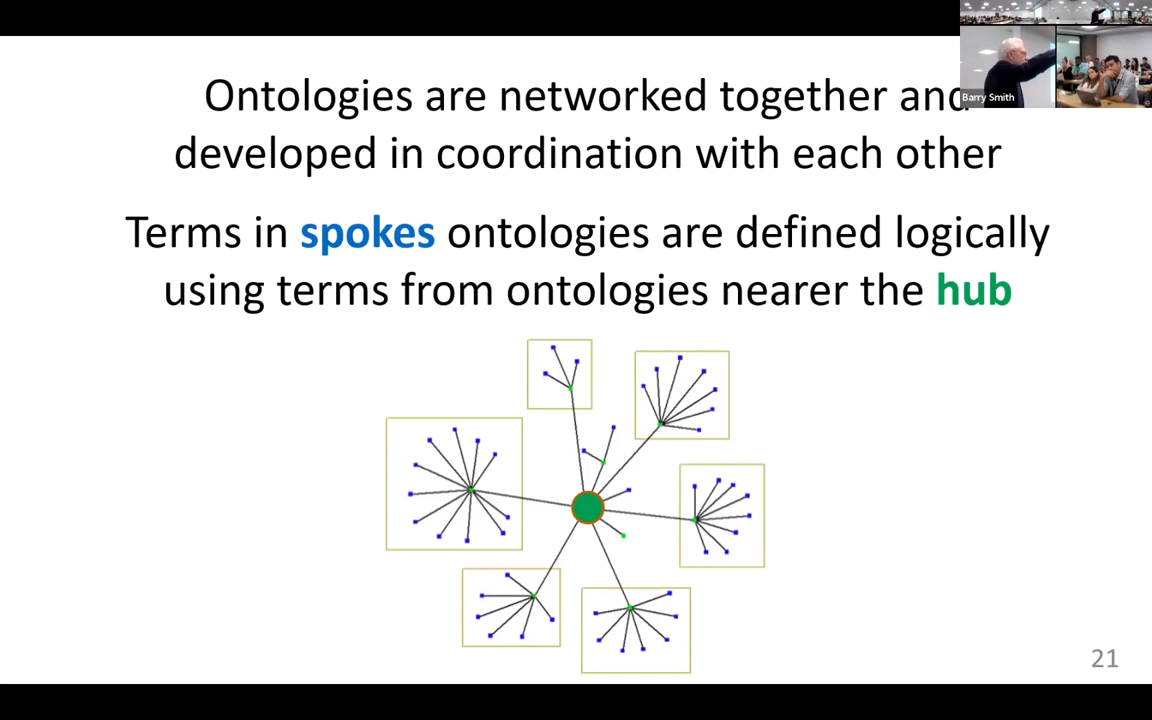 Ontologies are networked together and
developed in coordination with each other
Terms in spokes ontologies are defined logically
using terms from ontologies nearer the hub
Barry Smith
21